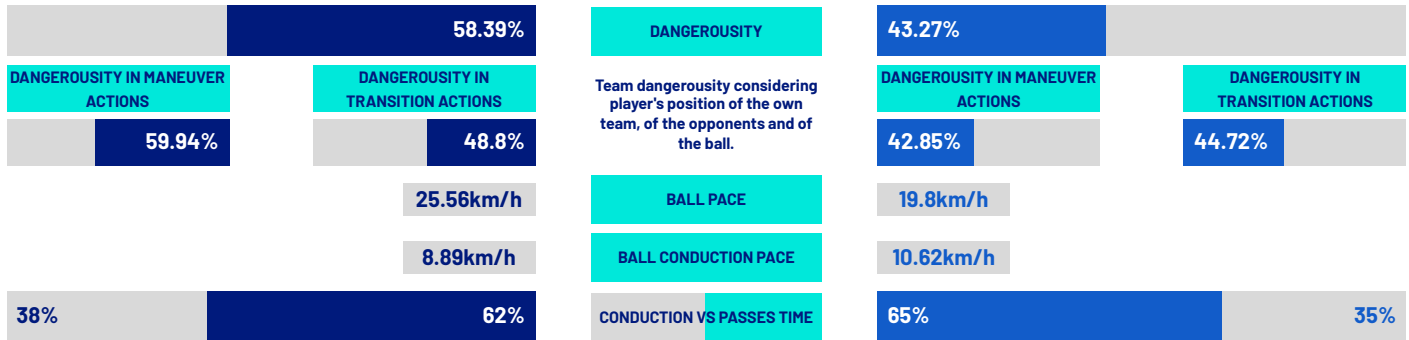 58.39%
DANGEROUSITY
43.27%
DANGEROUSITY IN MANEUVER
ACTIONS
DANGEROUSITY IN
TRANSITION ACTIONS
Team dangerousity considering
player's position of the own
team, of the opponents and of
the ball.
DANGEROUSITY IN MANEUVER
ACTIONS
DANGEROUSITY IN
TRANSITION ACTIONS
59.94%
48.8%
42.85%
44.72%
25.56km/h
BALL PACE
19.8km/h
8.89km/h
BALL CONDUCTION PACE
10.62km/h
38%
62%
CONDUCTION VS PASSES TIME
65%
35%